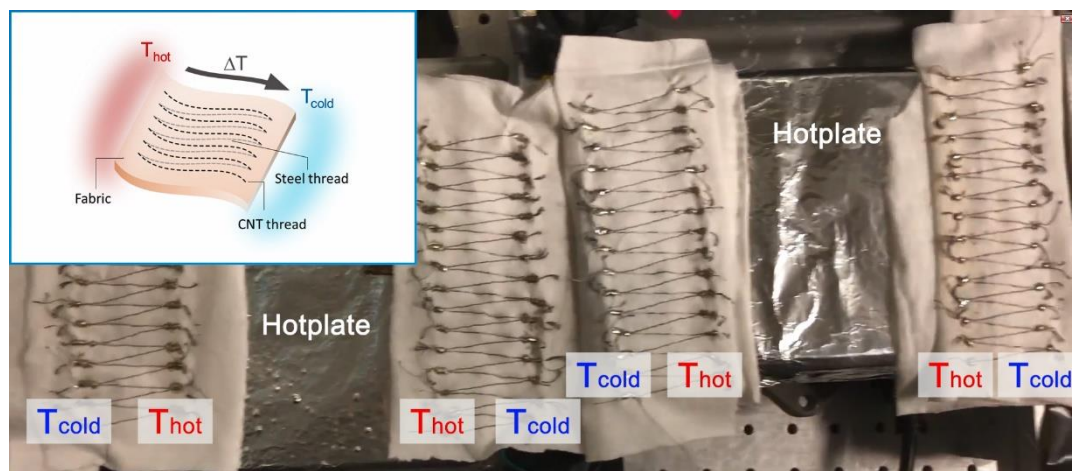 Thot
ΔT
Tcold
Steel thread
Fabric
CNT thread
Hotplate
Hotplate
Tcold
Thot
Thot
Tcold
Tcold
Thot
Thot
Tcold